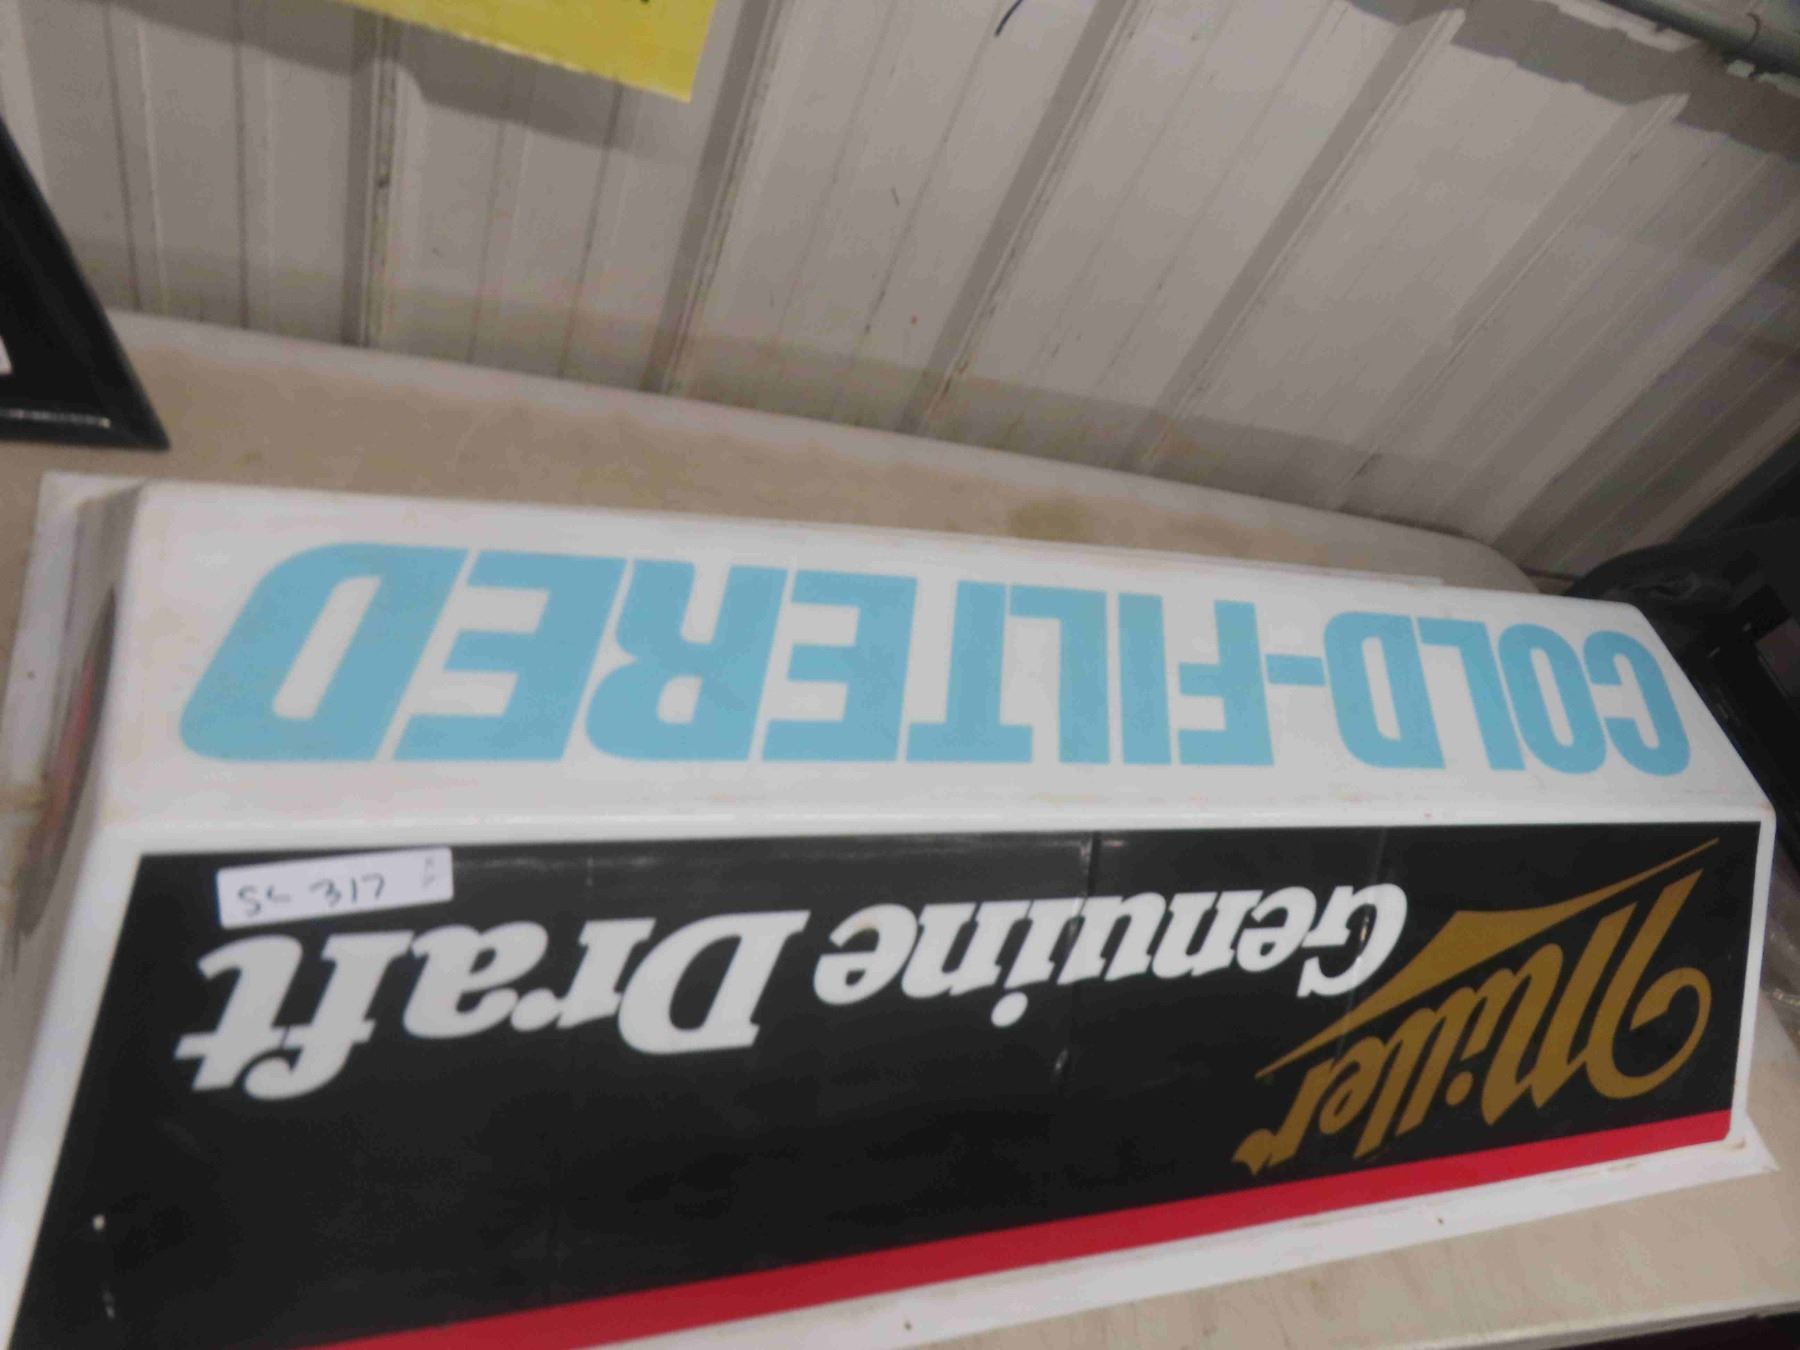 Miller
Genuine Draft
COLD-FILTERED
SC 317